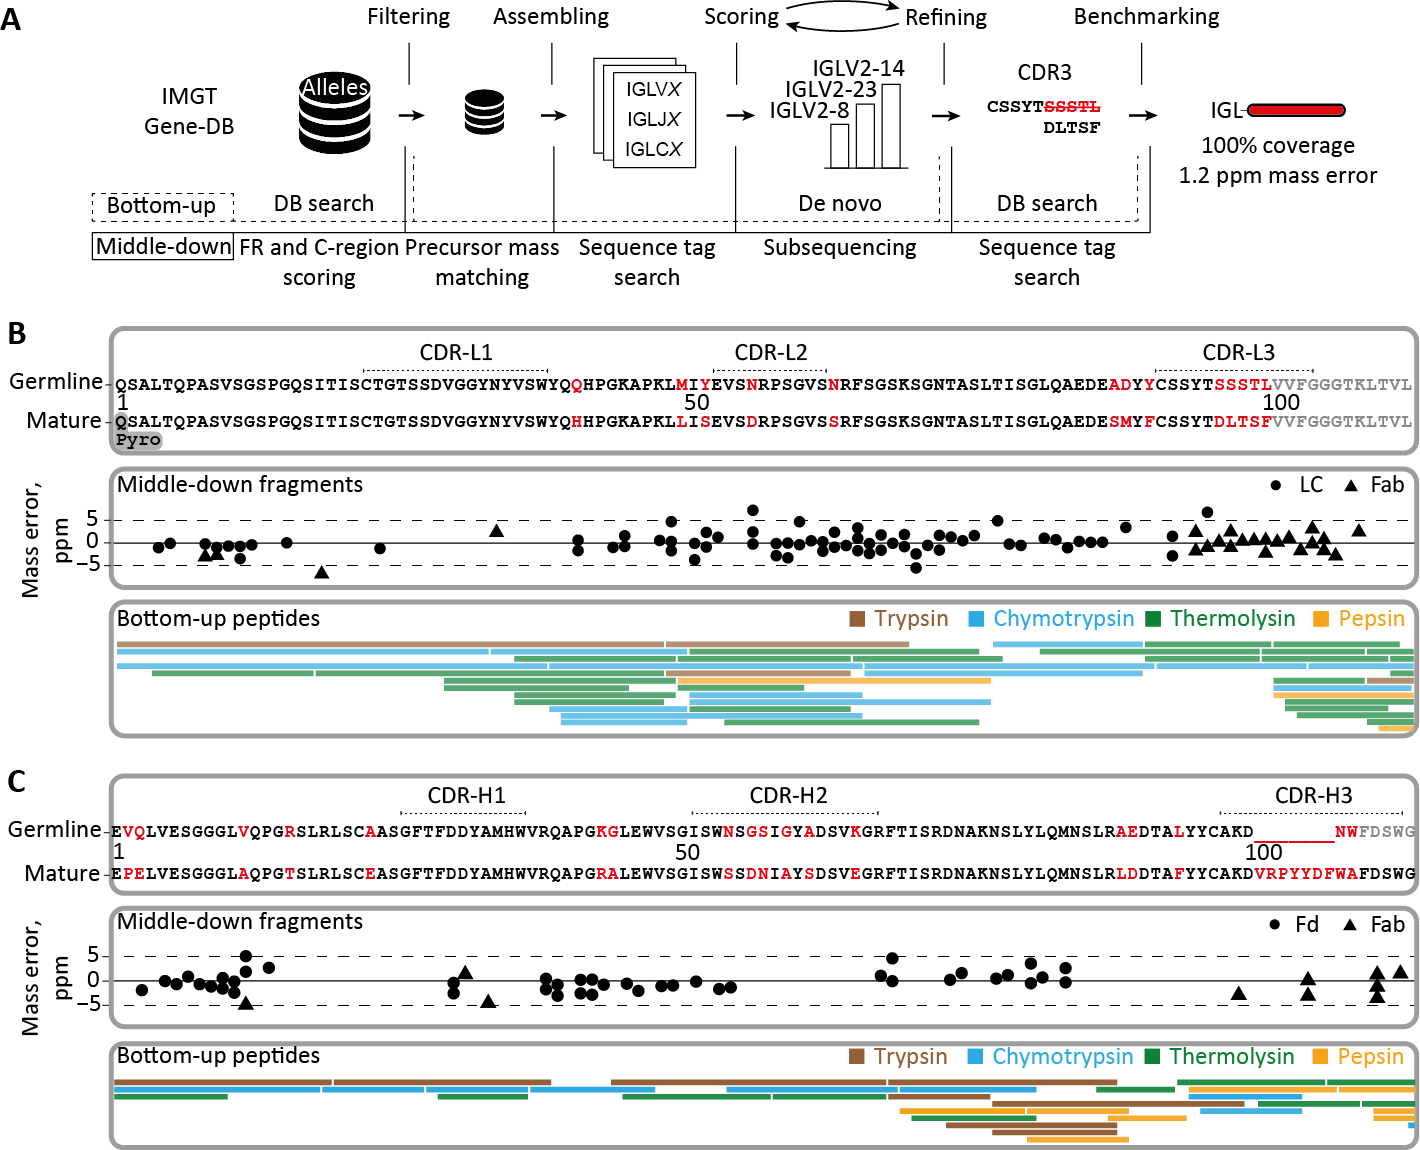 A
Filtering Assembling Scoring Refining Benchmarking
IMGT
Gene-DB
Alleles
IGLVX
IGLJX
IGLCX
IGLV2-14
IGLV2-23
IGLV2-8
CDR3
CSSYTSSSTL
DLTSF
IGL
100% coverage
1.2 ppm mass error
Bottom-up DB search De novo DB search
Middle-down FR and C-region scoring Precursor mass matching Sequence tag search Subsequencing Sequence tag search
B
CDR-L1 CDR-L2 CDR-L3
Germline QSALTQPASVSGSPGQSITISCTGTSSDVGGYNYVSWYQQHPGKAPKLMIYEVSNRPSGVSNRFSGSKSGNTASLTISGLQAEDEADYYCSSYTSSSTLVVFGGGTKLTVL
1 50 100
Mature QSALTQPASVSGSPGQSITISCTGTSSDVGGYNYVSWYQHHPGKAPKLLISEVSDRPSGVSSRFSGSKSGNTASLTISGLQAEDESMYFCSSYTDLTSFVVFGGGTKLTVL
Pyro
Middle-down fragments LC Fab
Mass error, ppm
5
0
−5
Bottom-up peptides Trypsin Chymotrypsin Thermolysin Pepsin
C
CDR-H1 CDR-H2 CDR-H3
Germline EVQLVESGGGLVQPGRSLRLSCAASGFTFDDYAMHWVRQAPGKGLEWVSGISWNSGSIGYADSVKGRFTISRDNAKNSLYLQMNSLRAEDTALYYCAKD_______NWFDSWG
1 50 100
Mature EPELVESGGGLAQPGTSLRLSCEASGFTFDDYAMHWVRQAPGRALEWVSGISWSSDNIAYSDSVEGRFTISRDNAKNSLYLQMNSLRLDDTAFYYCAKDVRPYYDFWAFDSWG
Middle-down fragments Fd Fab
Mass error, ppm
5
0
−5
Bottom-up peptides Trypsin Chymotrypsin Thermolysin Pepsin